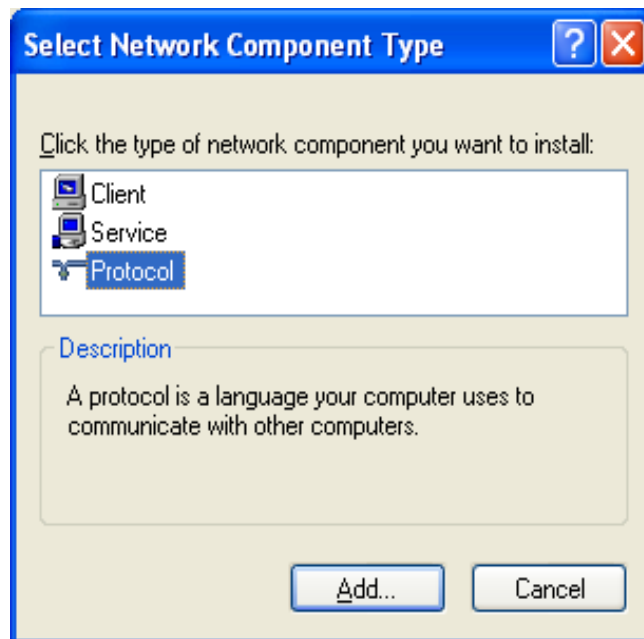 Select Network Component Type
Click the type of network component you want to install:
Client
Service
Protocol
Description
A protocol is a language your computer uses to
communicate with other computers.
Add...
Cancel